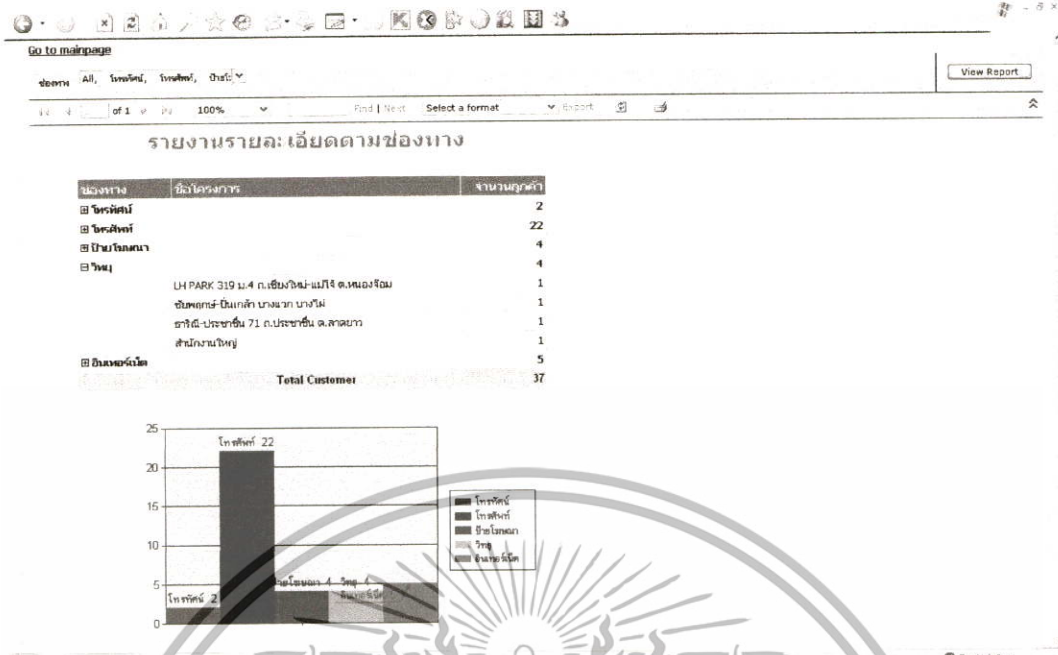 Go to mainpage
ช่องทาง All, โทรทัศน์, โทรศัพท์, ป้ายโ
View Report
of 1 100% Find | Next Select a format Export
รายงานรายละเอียดตามช่องทาง
ช่องทาง ชื่อโครงการ จำนวนลูกค้า
โทรทัศน์ 2
โทรศัพท์ 22
ป้ายโฆษณา 4
วิทยุ 4
LH PARK 319 ม.4 ถ.เชียงใหม่-แม่โจ้ ต.หนองจ๊อม 1
ชัยพฤกษ์-ปิ่นเกล้า บางแวก บางไผ่ 1
ธาริณี-ประชาชื่น 71 ถ.ประชาชื่น ต.ลาดยาว 1
สำนักงานใหญ่ 1
อินเทอร์เน็ต 5
Total Customer 37
25
โทรศัพท์ 22
20
15
10
5
0
โทรทัศน์ 2
ป้ายโฆษณา 4
วิทยุ 4
อินเทอร์เน็ต
โทรทัศน์
โทรศัพท์
ป้ายโฆษณา
วิทยุ
อินเทอร์เน็ต